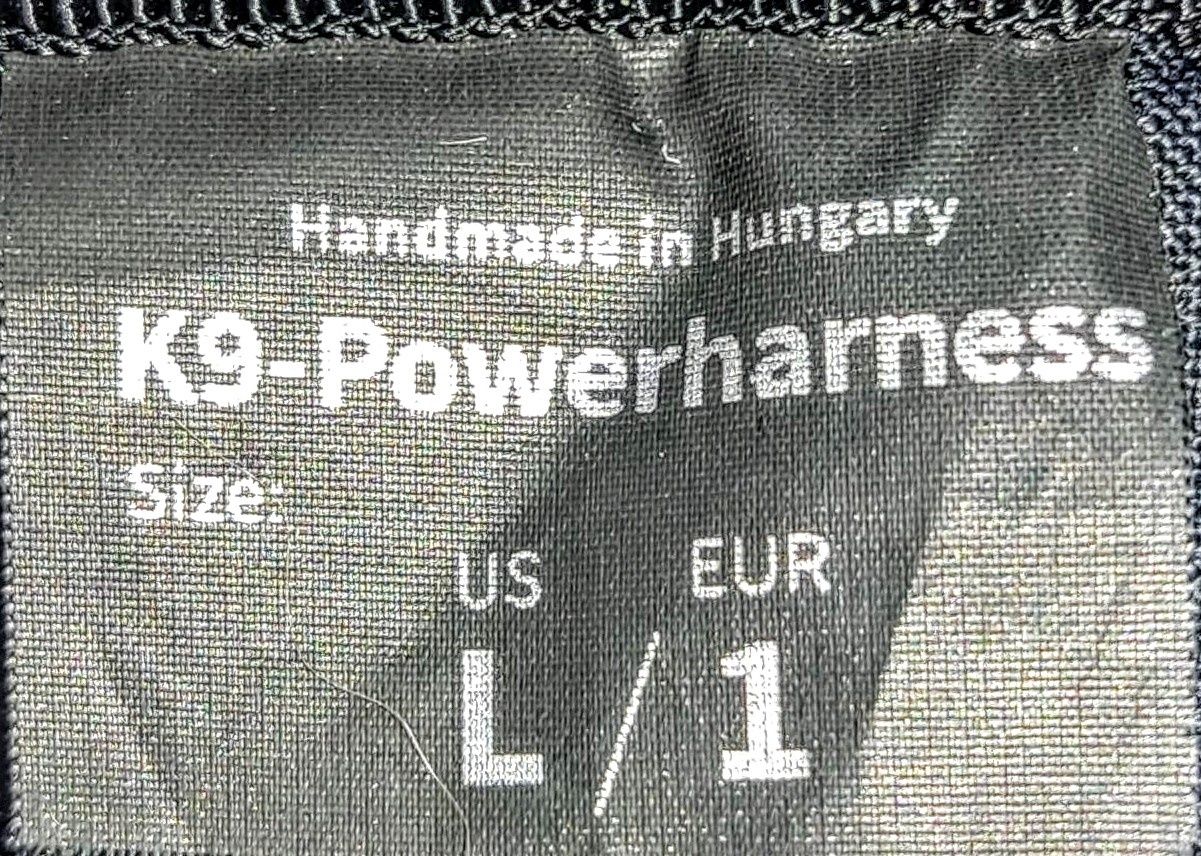 Handmade in Hungary
K9-Powerharness
Size:
US EUR
L / 1